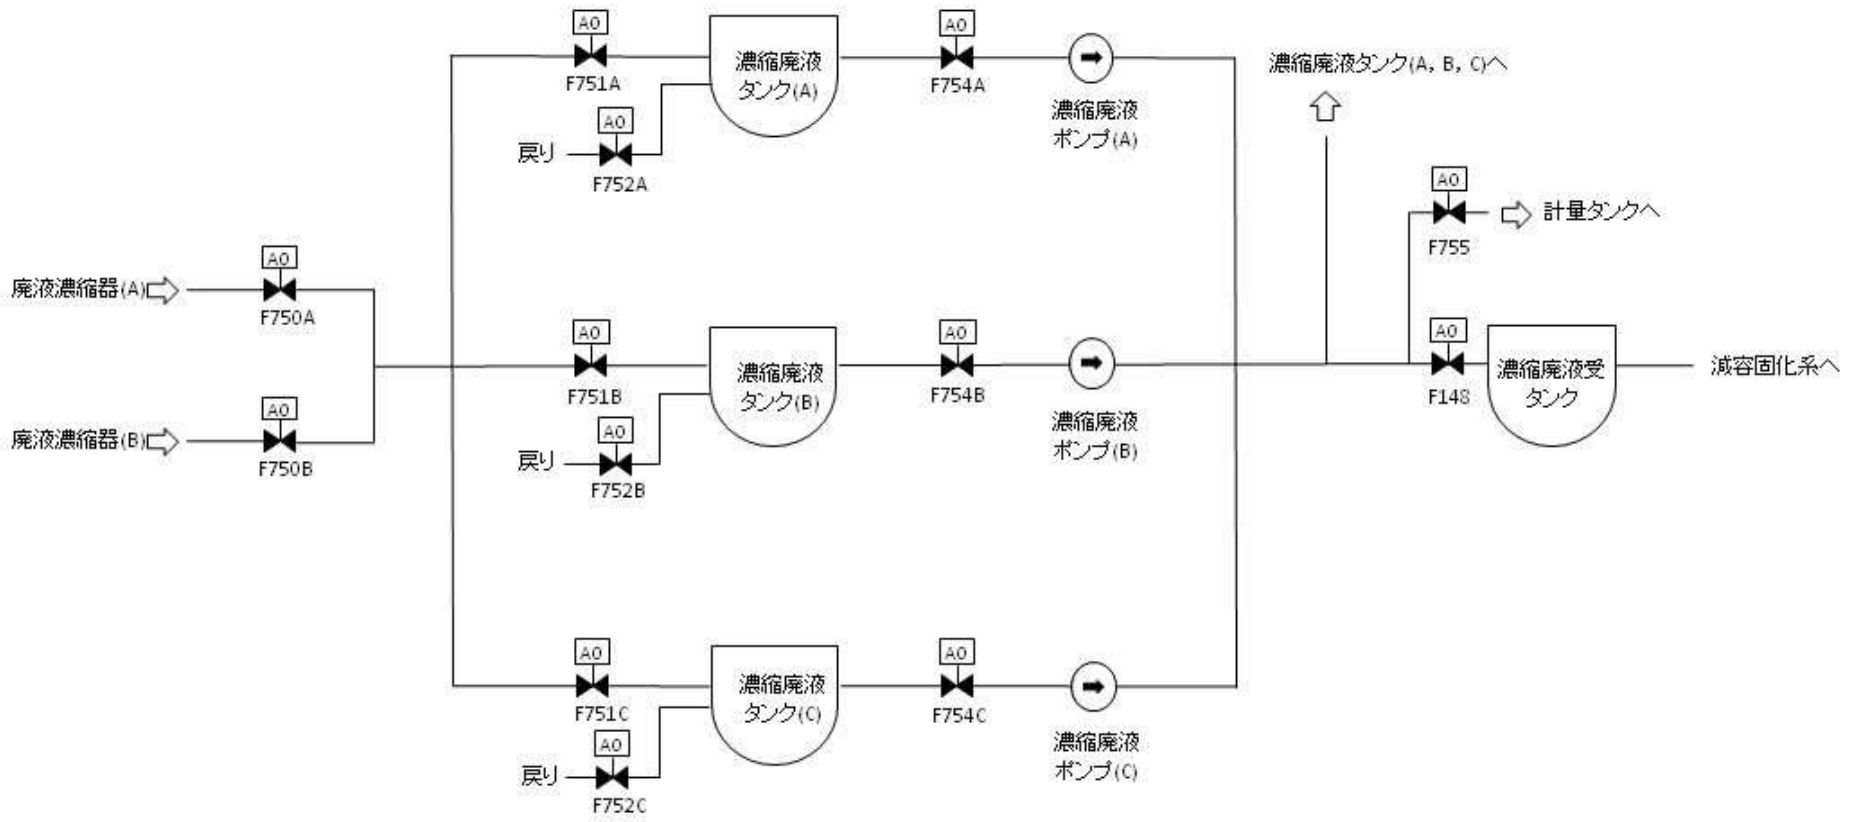 AO
F751A
濃縮廃液
タンク(A)
AO
F754A
濃縮廃液
ポンプ(A)
濃縮廃液タンク(A, B, C)へ
戻り
AO
F752A
AO
F755
計量タンクへ
廃液濃縮器(A)
AO
F750A
AO
F751B
濃縮廃液
タンク(B)
AO
F754B
濃縮廃液
ポンプ(B)
AO
F148
濃縮廃液受
タンク
減容固化系へ
廃液濃縮器(B)
AO
F750B
戻り
AO
F752B
AO
F751C
濃縮廃液
タンク(C)
AO
F754C
濃縮廃液
ポンプ(C)
戻り
AO
F752C